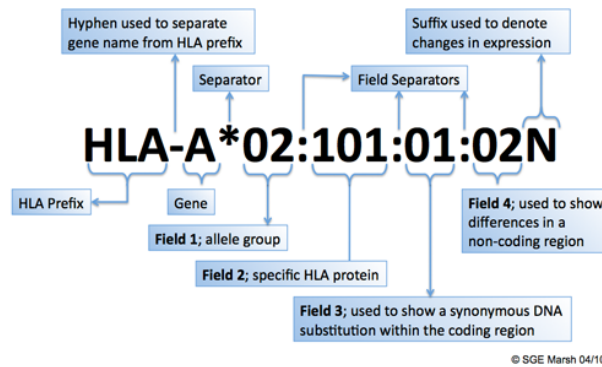 Hyphen used to separate
gene name from HLA prefix
Suffix used to denote
changes in expression
Separator
Field Separators
HLA-A*02:101:01:02N
HLA Prefix
Gene
Field 1; allele group
Field 2; specific HLA protein
Field 3; used to show a synonymous DNA
substitution within the coding region
Field 4; used to show
differences in a
non-coding region
© SGE Marsh 04/10